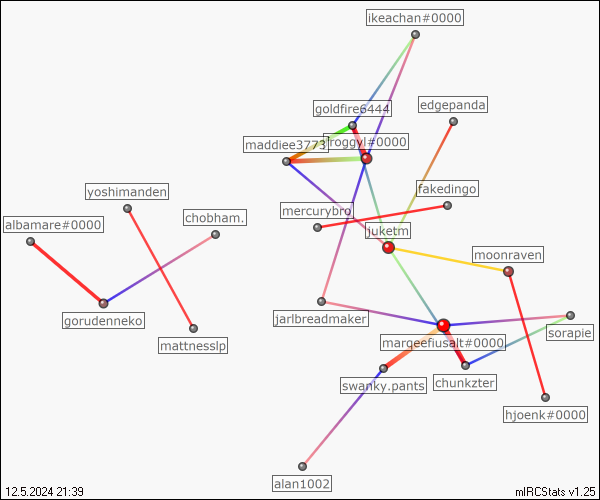 ikeachan#0000
goldfire6444
edgepanda
froggyl#0000
maddiee3773
fakedingo
yoshimanden
mercurybro
chobham.
albamare#0000
juketm
moonraven
gorudenneko
jarlbreadmaker
sorapie
margeefiusalt#0000
mattnesslp
swanky.pants
chunkzter
hjoenk#0000
alan1002
12.5.2024 21:39
mIRCStats v1.25